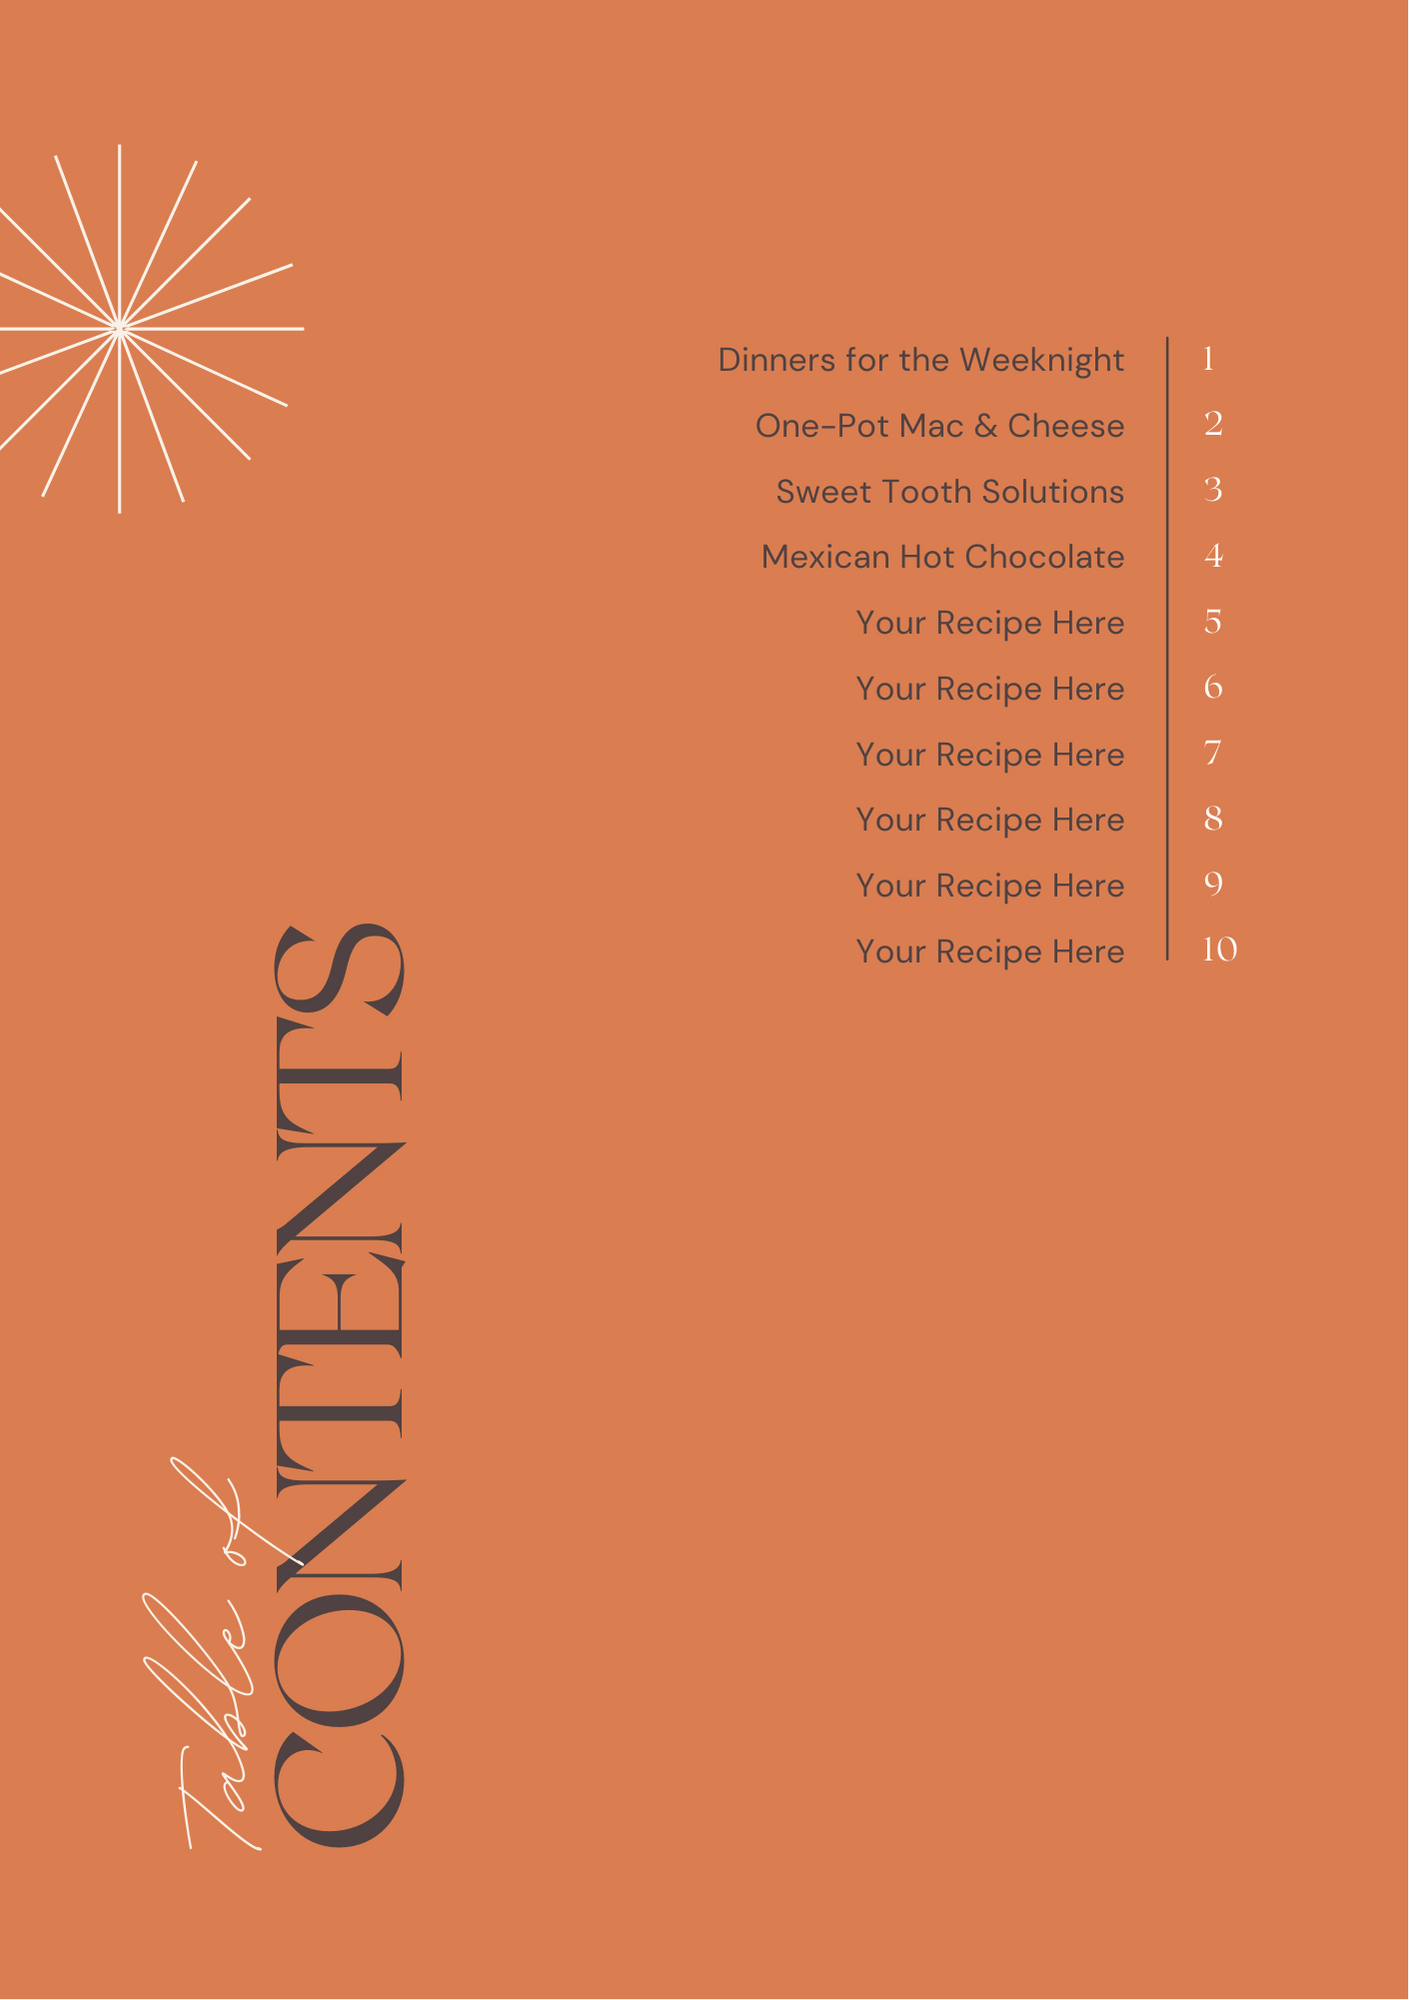 Table of
CONTENTS
Dinners for the Weeknight 1
One-Pot Mac & Cheese 2
Sweet Tooth Solutions 3
Mexican Hot Chocolate 4
Your Recipe Here 5
Your Recipe Here 6
Your Recipe Here 7
Your Recipe Here 8
Your Recipe Here 9
Your Recipe Here 10